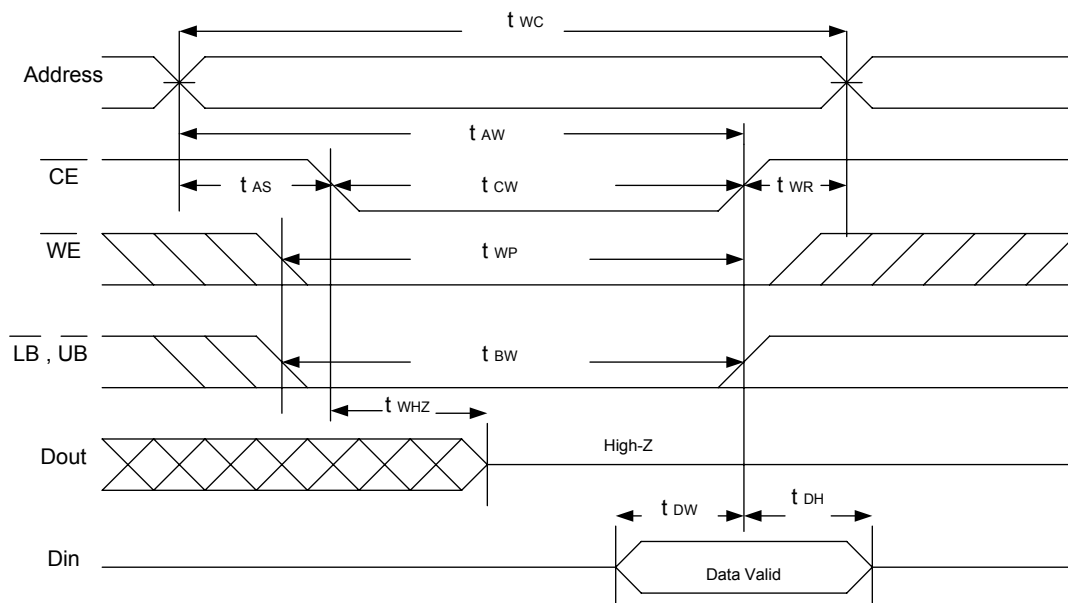 t WC
Address
t AW
CE
t AS
t CW
t WR
WE
t WP
LB , UB
t BW
t WHZ
Dout
High-Z
t DW
t DH
Din
Data Valid